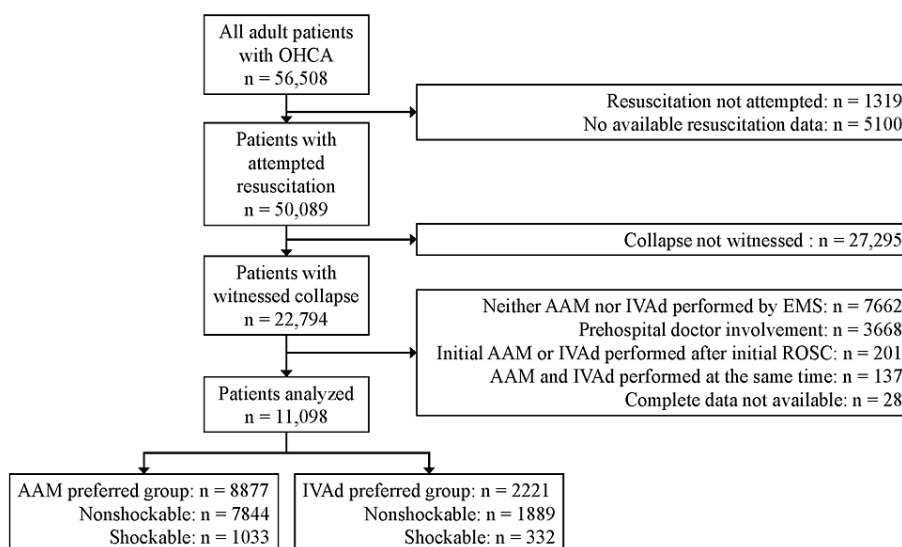 All adult patients
with OHCA
n = 56,508
Resuscitation not attempted: n = 1319
No available resuscitation data: n = 5100
Patients with
attempted
resuscitation
n = 50,089
Collapse not witnessed : n = 27,295
Patients with
witnessed collapse
n = 22,794
Neither AAM nor IVAd performed by EMS: n = 7662
Prehospital doctor involvement: n = 3668
Initial AAM or IVAd performed after initial ROSC: n = 201
AAM and IVAd performed at the same time: n = 137
Complete data not available: n = 28
Patients analyzed
n = 11,098
AAM preferred group: n = 8877
Nonshockable: n = 7844
Shockable: n = 1033
IVAd preferred group: n = 2221
Nonshockable: n = 1889
Shockable: n = 332